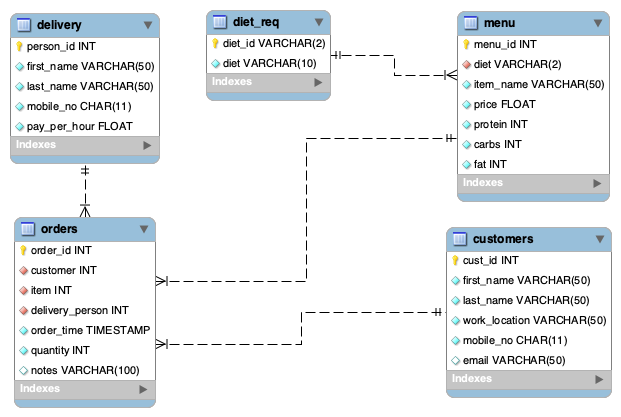 delivery
person_id INT
first_name VARCHAR(50)
last_name VARCHAR(50)
mobile_no CHAR(11)
pay_per_hour FLOAT
Indexes
diet_req
diet_id VARCHAR(2)
diet VARCHAR(10)
Indexes
menu
menu_id INT
diet VARCHAR(2)
item_name VARCHAR(50)
price FLOAT
protein INT
carbs INT
fat INT
Indexes
orders
order_id INT
customer INT
item INT
delivery_person INT
order_time TIMESTAMP
quantity INT
notes VARCHAR(100)
Indexes
customers
cust_id INT
first_name VARCHAR(50)
last_name VARCHAR(50)
work_location VARCHAR(50)
mobile_no CHAR(11)
email VARCHAR(50)
Indexes